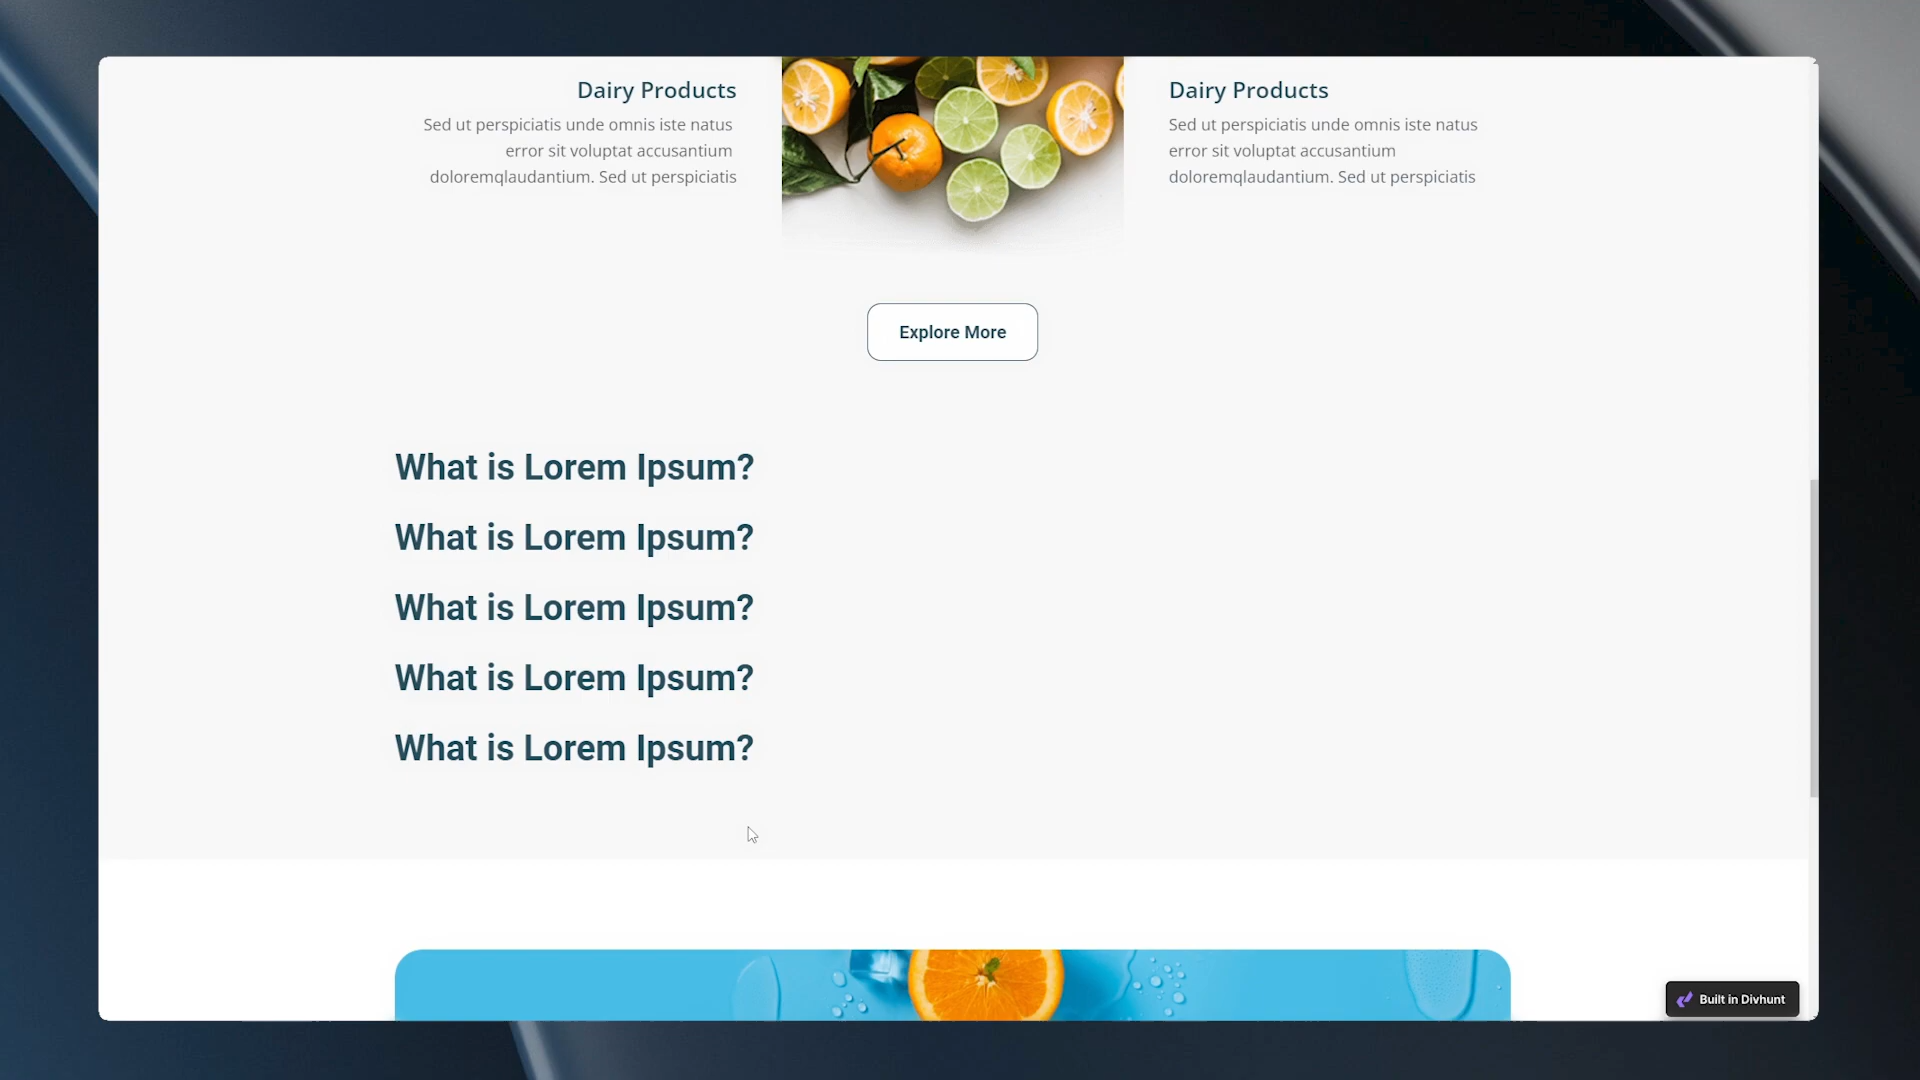 Dairy Products
Sed ut perspiciatis unde omnis iste natus
error sit voluptat accusantium
doloremqlaudantium. Sed ut perspiciatis
Dairy Products
Sed ut perspiciatis unde omnis iste natus
error sit voluptat accusantium
doloremqlaudantium. Sed ut perspiciatis
Explore More
What is Lorem Ipsum?
What is Lorem Ipsum?
What is Lorem Ipsum?
What is Lorem Ipsum?
What is Lorem Ipsum?
Built in Divhunt